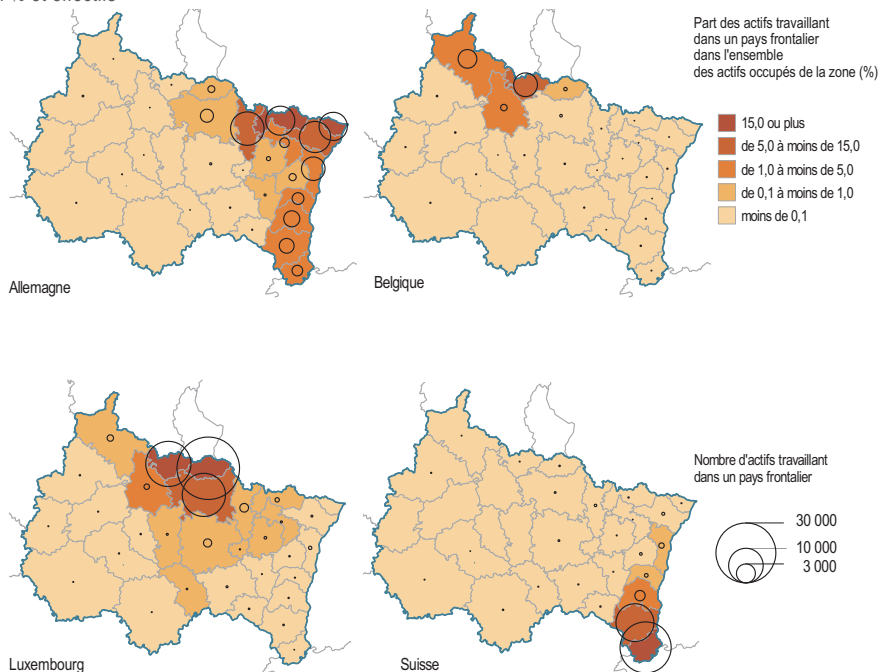 Part des actifs travaillant
dans un pays frontalier
dans l'ensemble
des actifs occupés de la zone (%)
15,0 ou plus
de 5,0 à moins de 15,0
de 1,0 à moins de 5,0
de 0,1 à moins de 1,0
moins de 0,1
Allemagne
Belgique
Nombre d'actifs travaillant
dans un pays frontalier
30 000
10 000
3 000
Luxembourg
Suisse